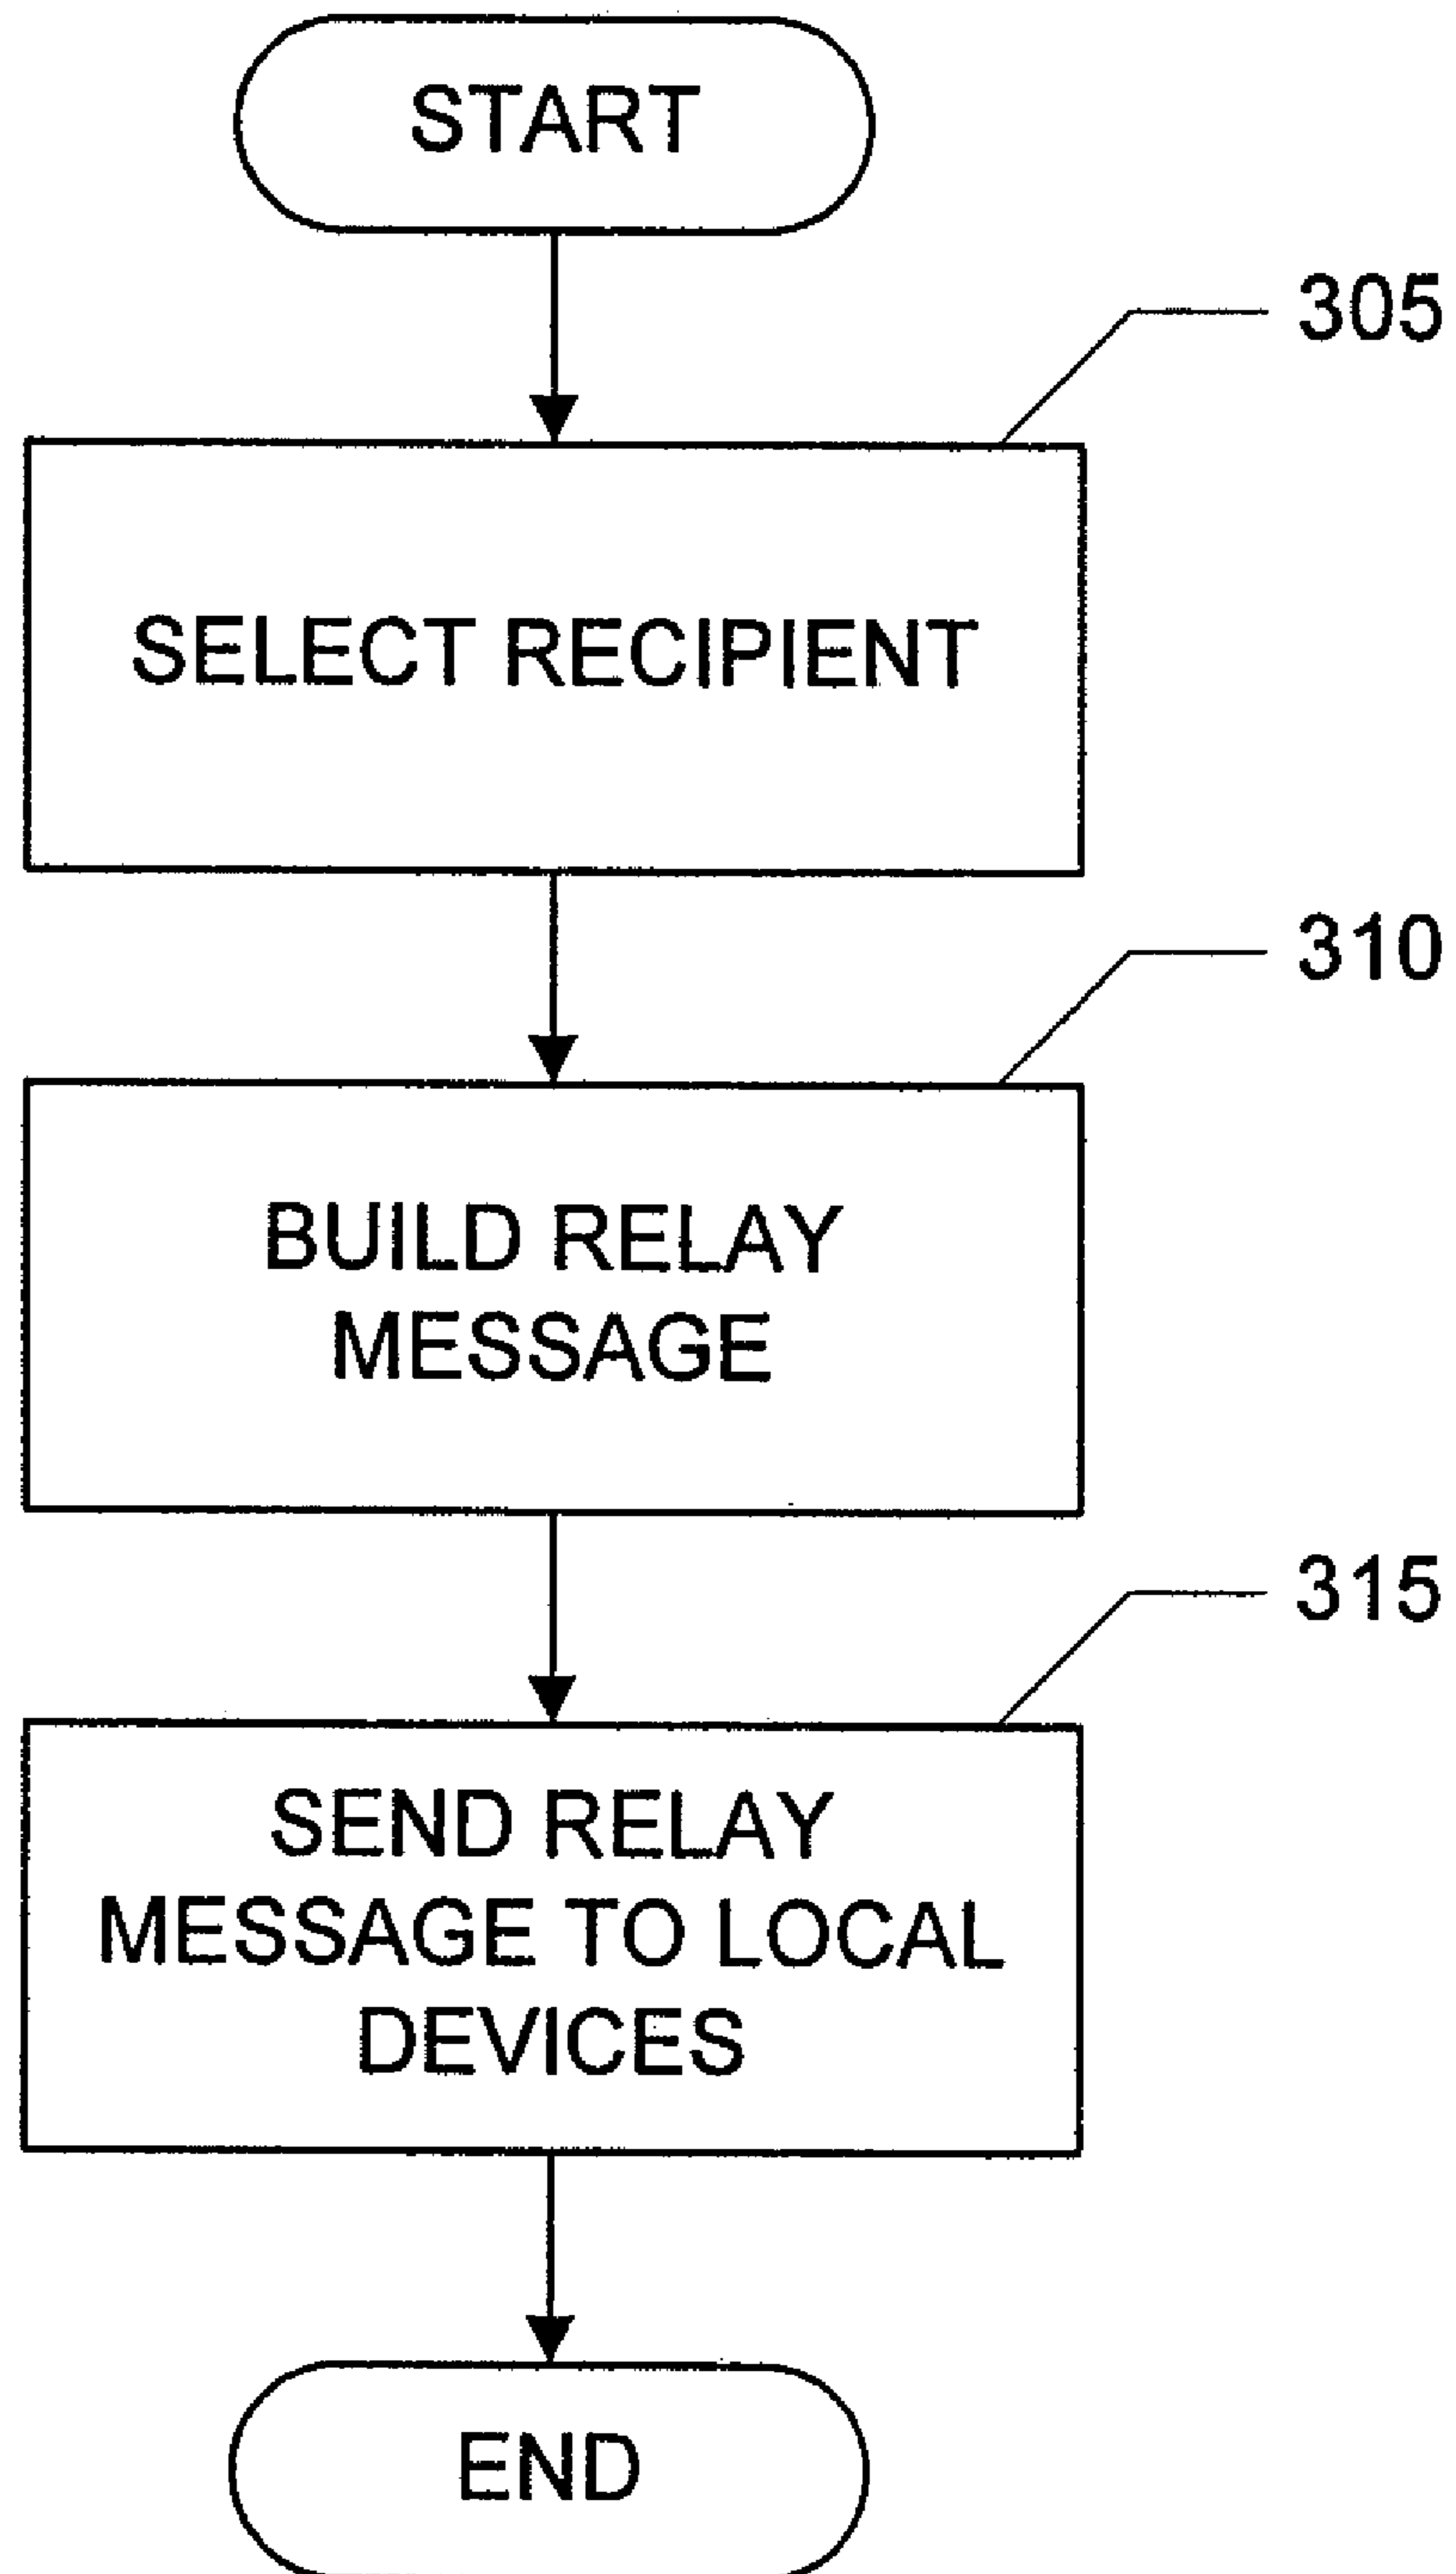 START
305
SELECT RECIPIENT
310
BUILD RELAY
MESSAGE
315
SEND RELAY
MESSAGE TO LOCAL
DEVICES
END